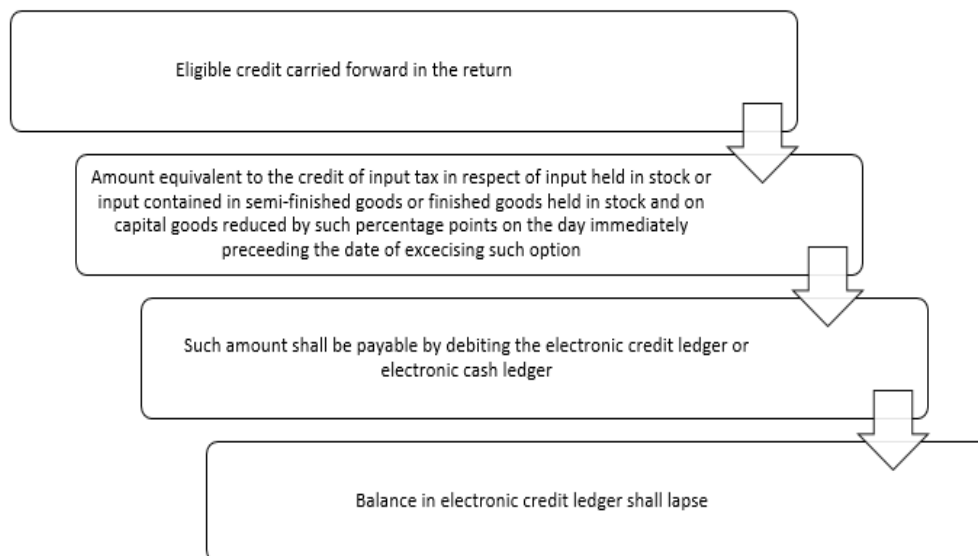 Eligible credit carried forward in the return
Amount equivalent to the credit of input tax in respect of input held in stock or
input contained in semi-finished goods or finished goods held in stock and on
capital goods reduced by such percentage points on the day immediately
preceeding the date of excecising such option
Such amount shall be payable by debiting the electronic credit ledger or
electronic cash ledger
Balance in electronic credit ledger shall lapse